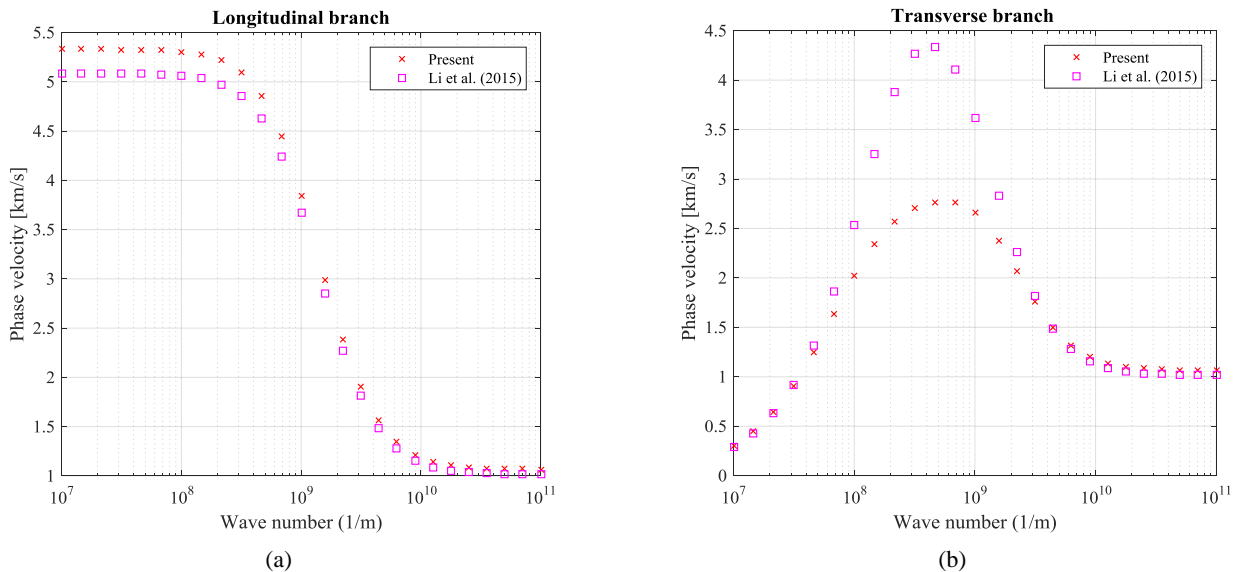 Longitudinal branch
5.5
5
4.5
4
3.5
3
2.5
2
1.5
1
Phase velocity [km/s]
× Present
□ Li et al. (2015)
10^7 10^8 10^9 10^10 10^11
Wave number (1/m)
(a)
Transverse branch
4.5
4
3.5
3
2.5
2
1.5
1
0.5
0
Phase velocity [km/s]
× Present
□ Li et al. (2015)
10^7 10^8 10^9 10^10 10^11
Wave number (1/m)
(b)